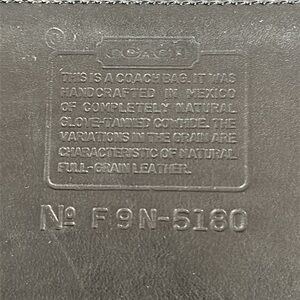 COACH
THIS IS A COACH BAG. IT WAS
HANDCRAFTED IN MEXICO
OF COMPLETELY NATURAL
GLOVE-TANNED COWHIDE. THE
VARIATIONS IN THE GRAIN ARE
CHARACTERISTIC OF NATURAL
FULL-GRAIN LEATHER.
Nº F9N-5180